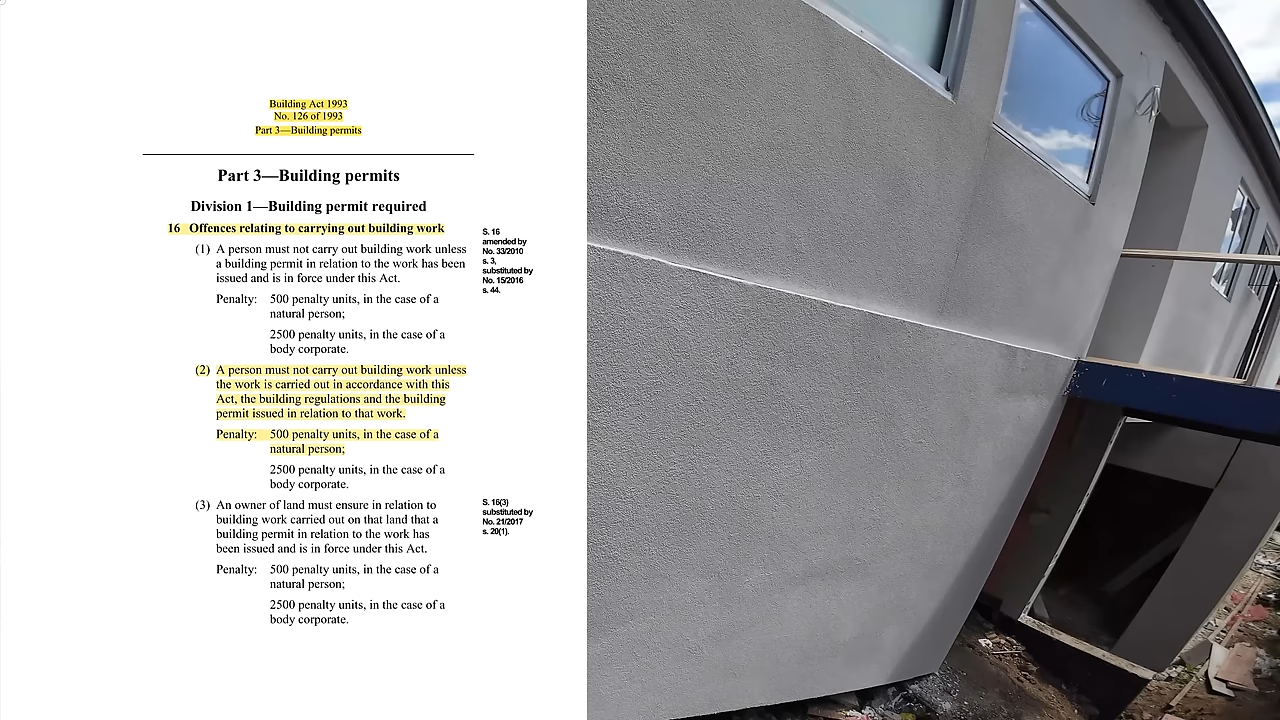 Building Act 1993
No. 126 of 1993
Part 3—Building permits
Part 3—Building permits
Division 1—Building permit required
16 Offences relating to carrying out building work
(1) A person must not carry out building work unless
a building permit in relation to the work has been
issued and is in force under this Act.
Penalty: 500 penalty units, in the case of a
natural person;
2500 penalty units, in the case of a
body corporate.
(2) A person must not carry out building work unless
the work is carried out in accordance with this
Act, the building regulations and the building
permit issued in relation to that work.
Penalty: 500 penalty units, in the case of a
natural person;
2500 penalty units, in the case of a
body corporate.
(3) An owner of land must ensure in relation to
building work carried out on that land that a
building permit in relation to the work has
been issued and is in force under this Act.
Penalty: 500 penalty units, in the case of a
natural person;
2500 penalty units, in the case of a
body corporate.
S. 16
amended by
No. 33/2010
s. 3,
substituted by
No. 15/2016
s. 44.
S. 16(3)
substituted by
No. 21/2017
s. 20(1).